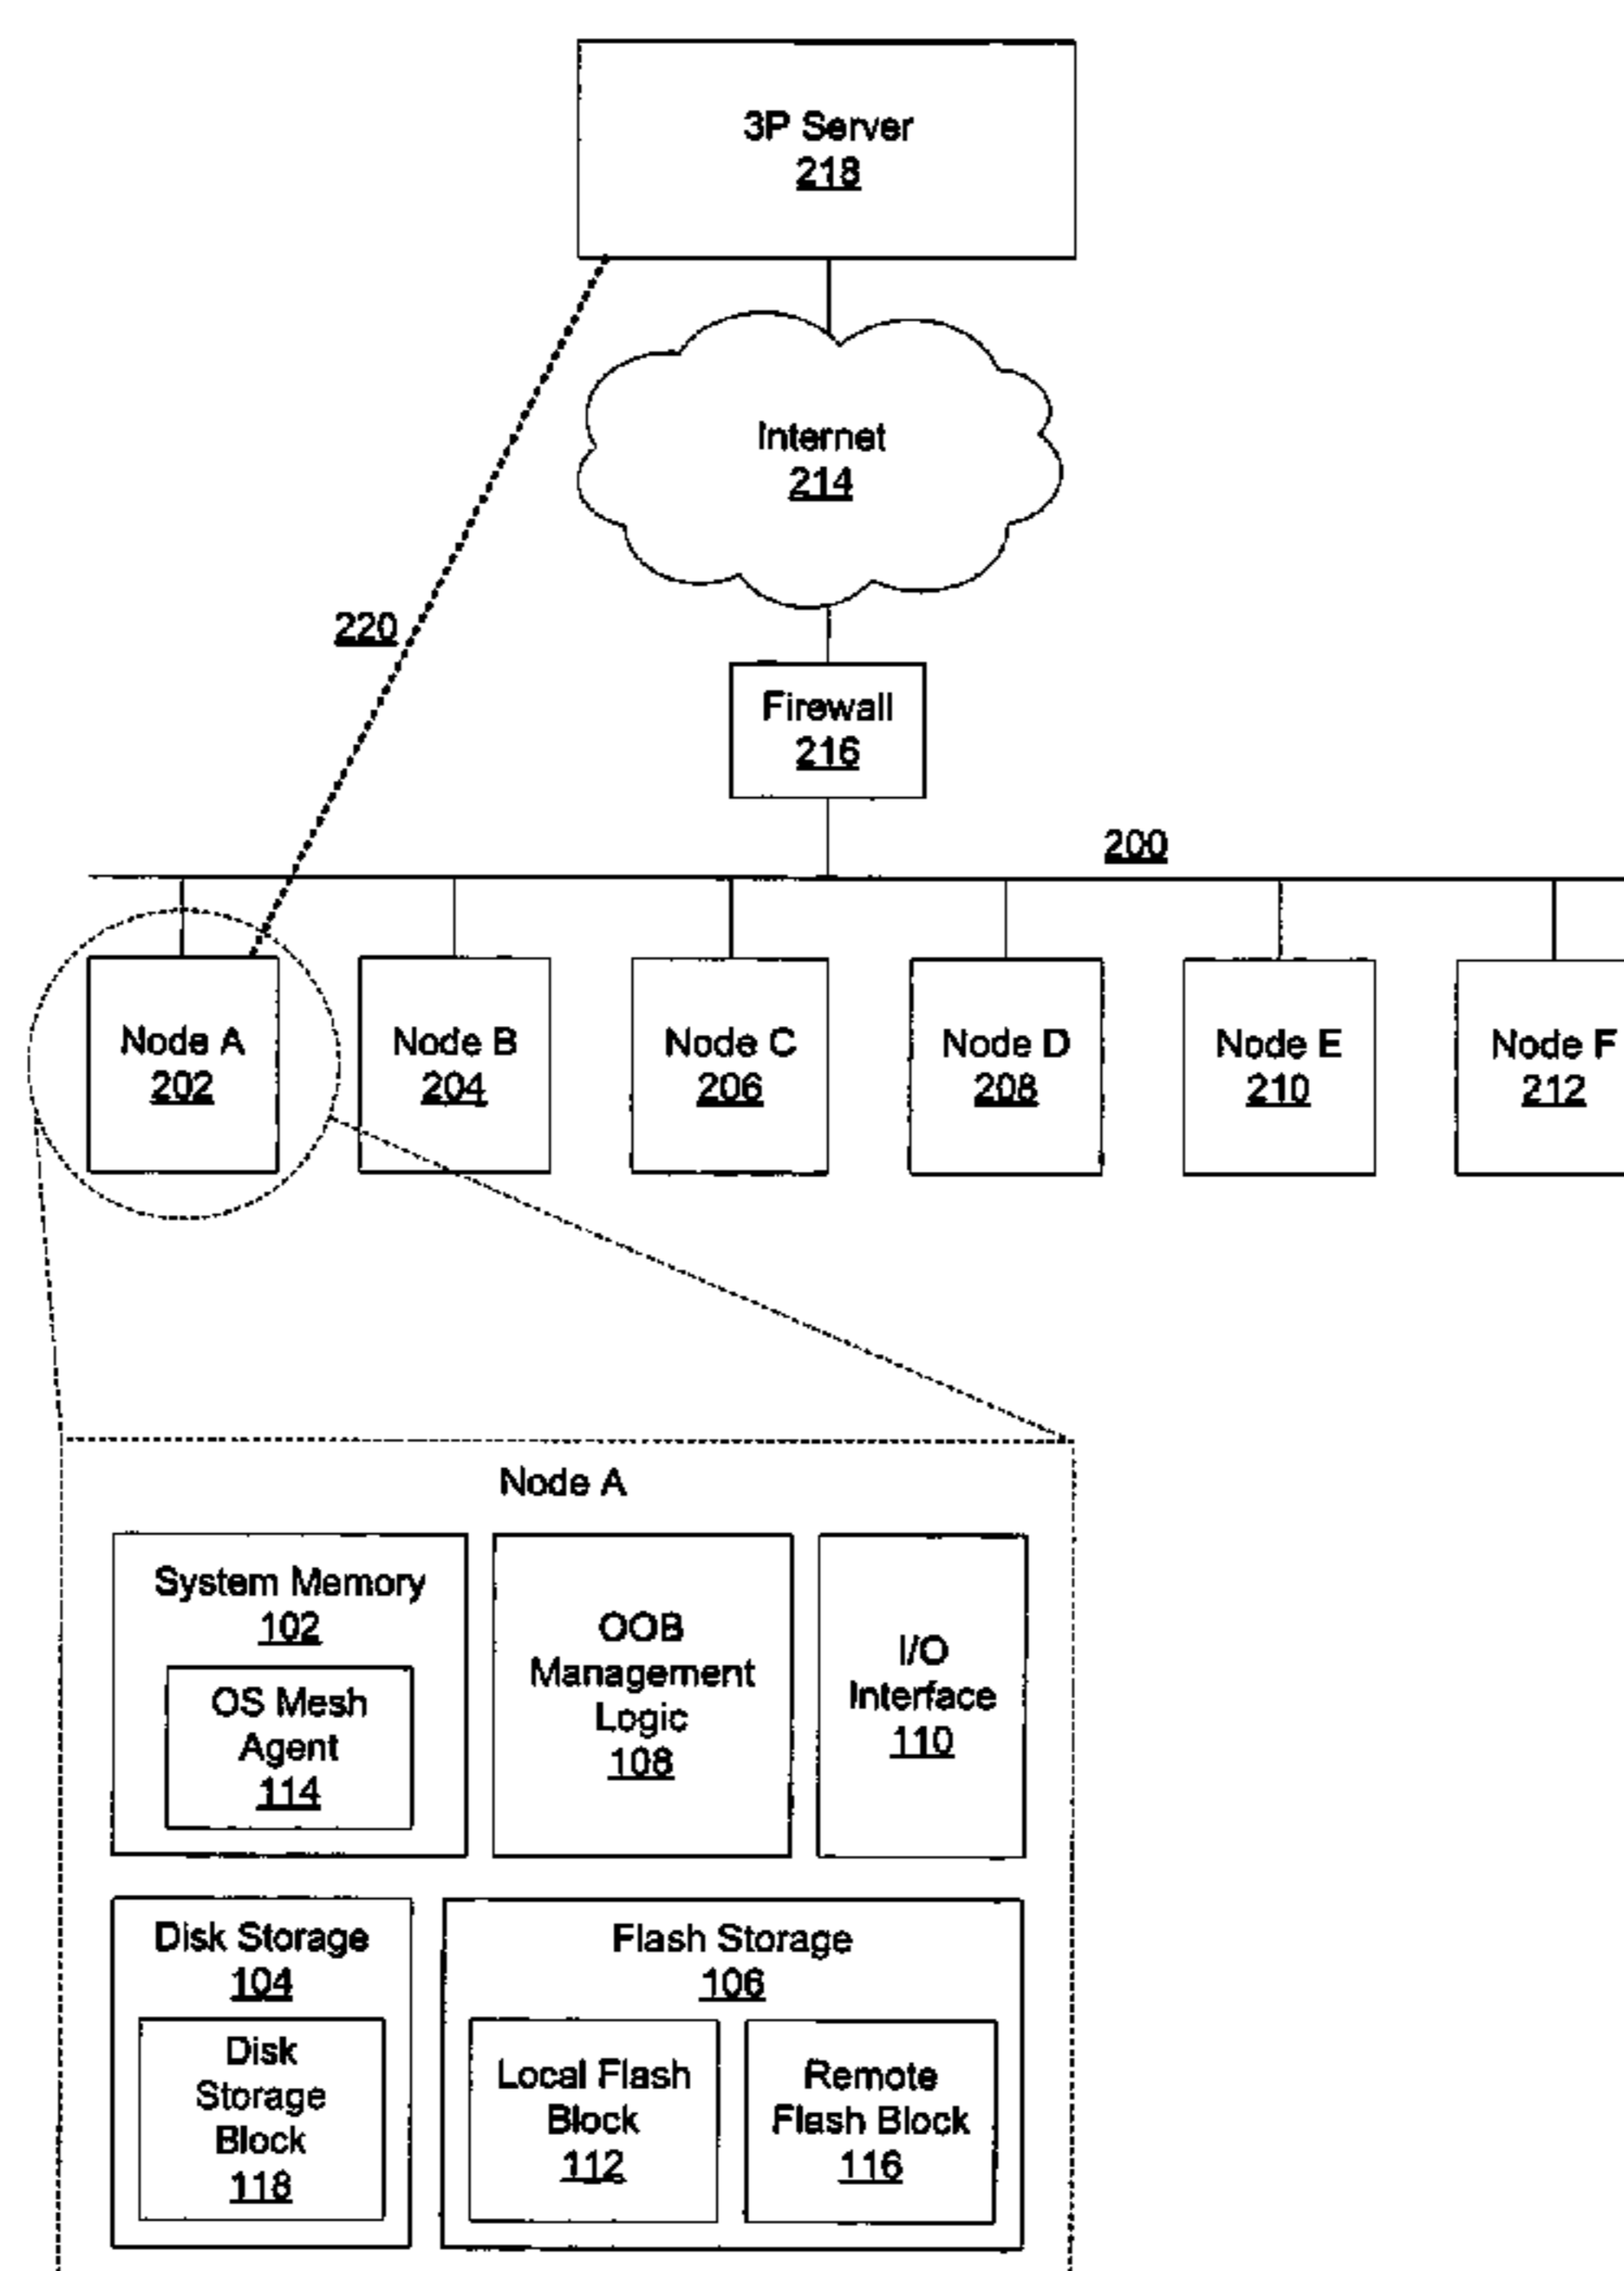 3P Server
218
Internet
214
220
Firewall
216
200
Node A
202
Node B
204
Node C
206
Node D
208
Node E
210
Node F
212
Node A
System Memory
102
OS Mesh
Agent
114
OOB
Management
Logic
108
I/O
Interface
110
Disk Storage
104
Disk
Storage
Block
118
Flash Storage
106
Local Flash
Block
112
Remote
Flash Block
116